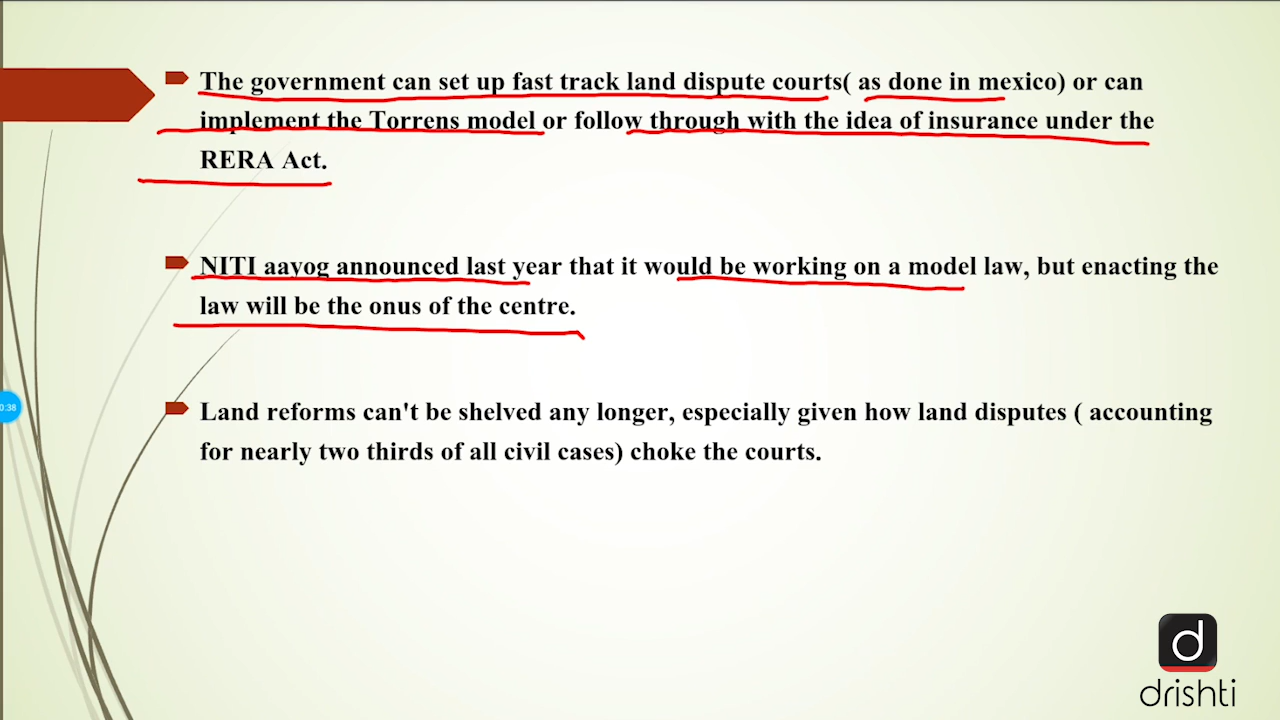 The government can set up fast track land dispute courts( as done in mexico) or can
implement the Torrens model or follow through with the idea of insurance under the
RERA Act.
NITI aayog announced last year that it would be working on a model law, but enacting the
law will be the onus of the centre.
0:38
Land reforms can't be shelved any longer, especially given how land disputes ( accounting
for nearly two thirds of all civil cases) choke the courts.
d
drishti